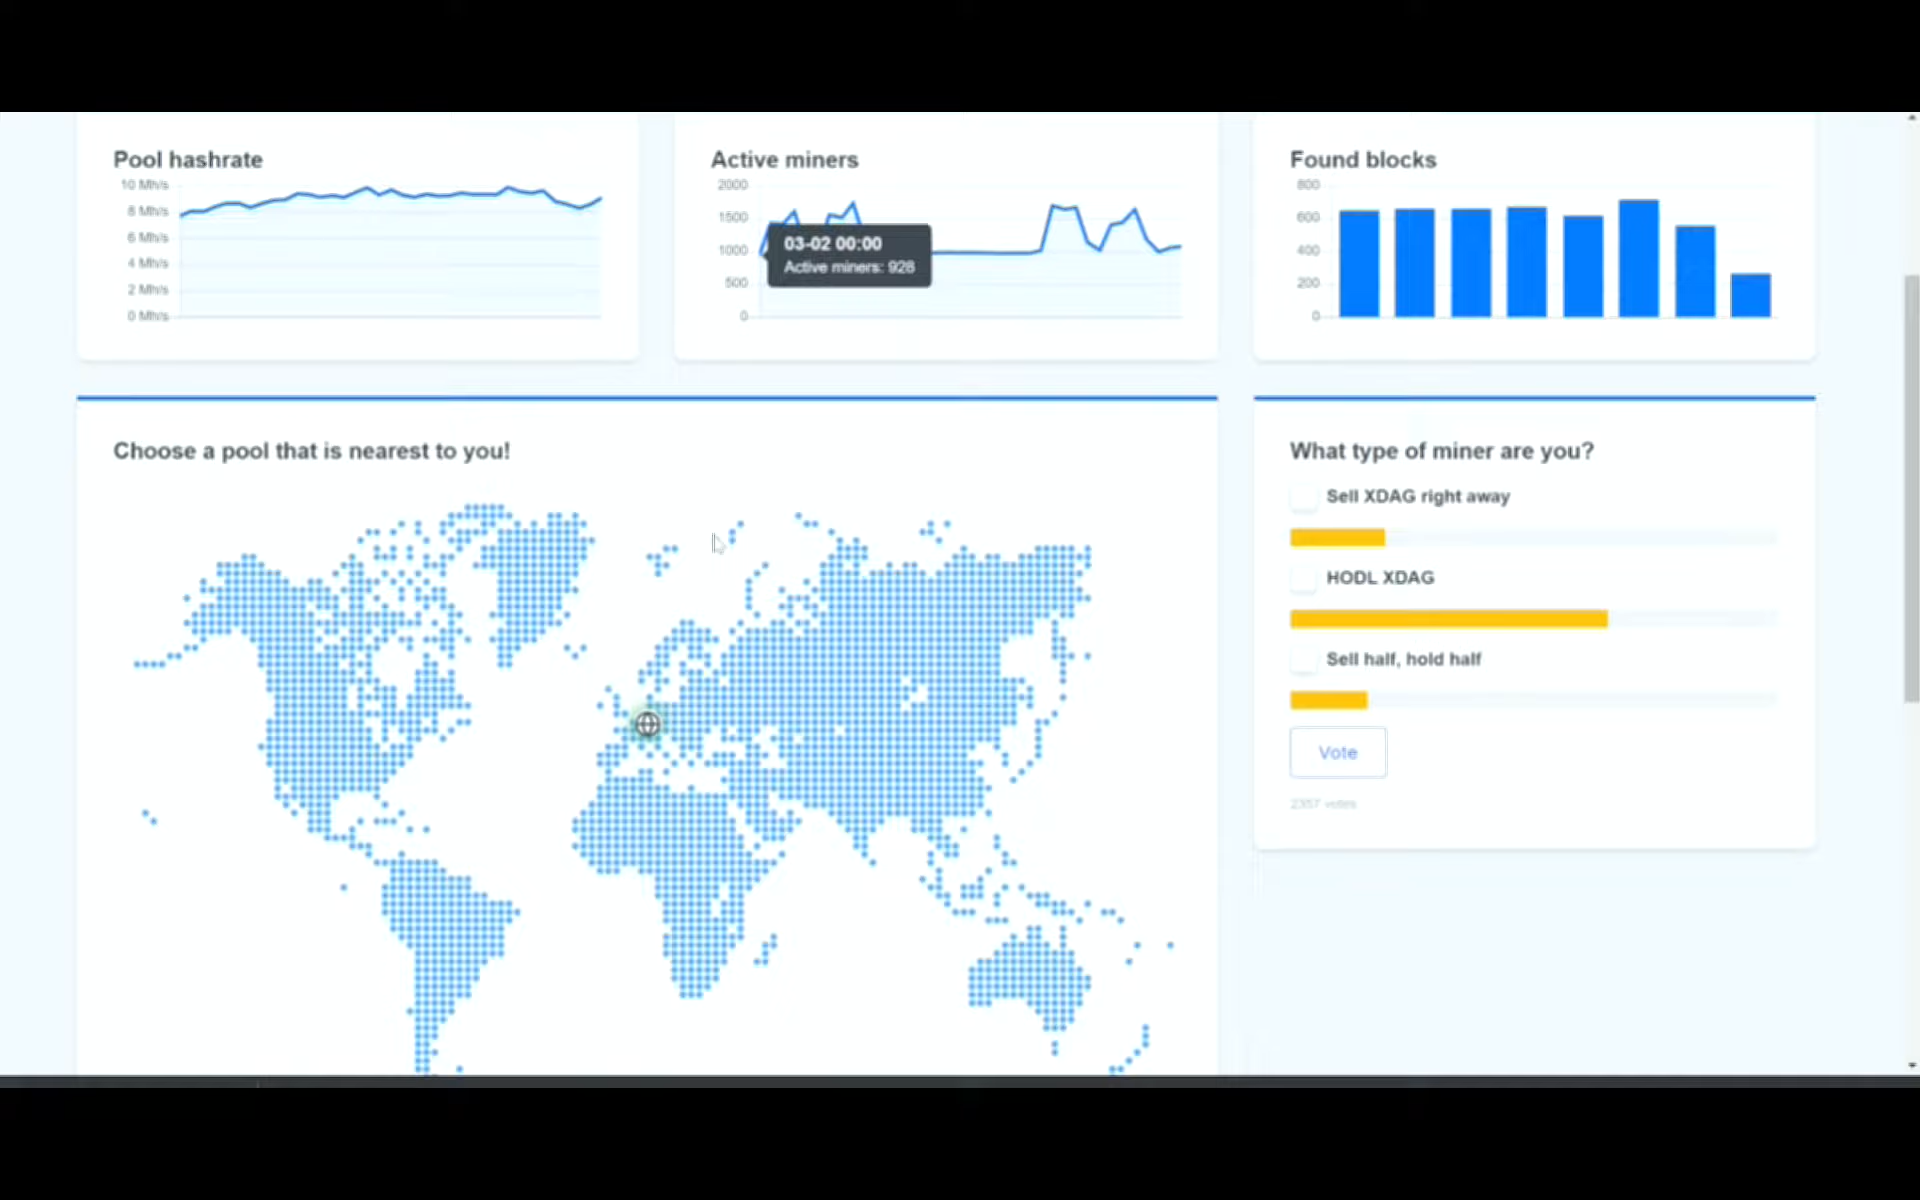 Pool hashrate
10 Mh/s
8 Mh/s
6 Mh/s
4 Mh/s
2 Mh/s
0 Mh/s
Active miners
2000
1500
1000
500
0
03-02 00:00
Active miners: 928
Found blocks
800
600
400
200
0
Choose a pool that is nearest to you!
What type of miner are you?
Sell XDAG right away
HODL XDAG
Sell half, hold half
Vote
2357 votes